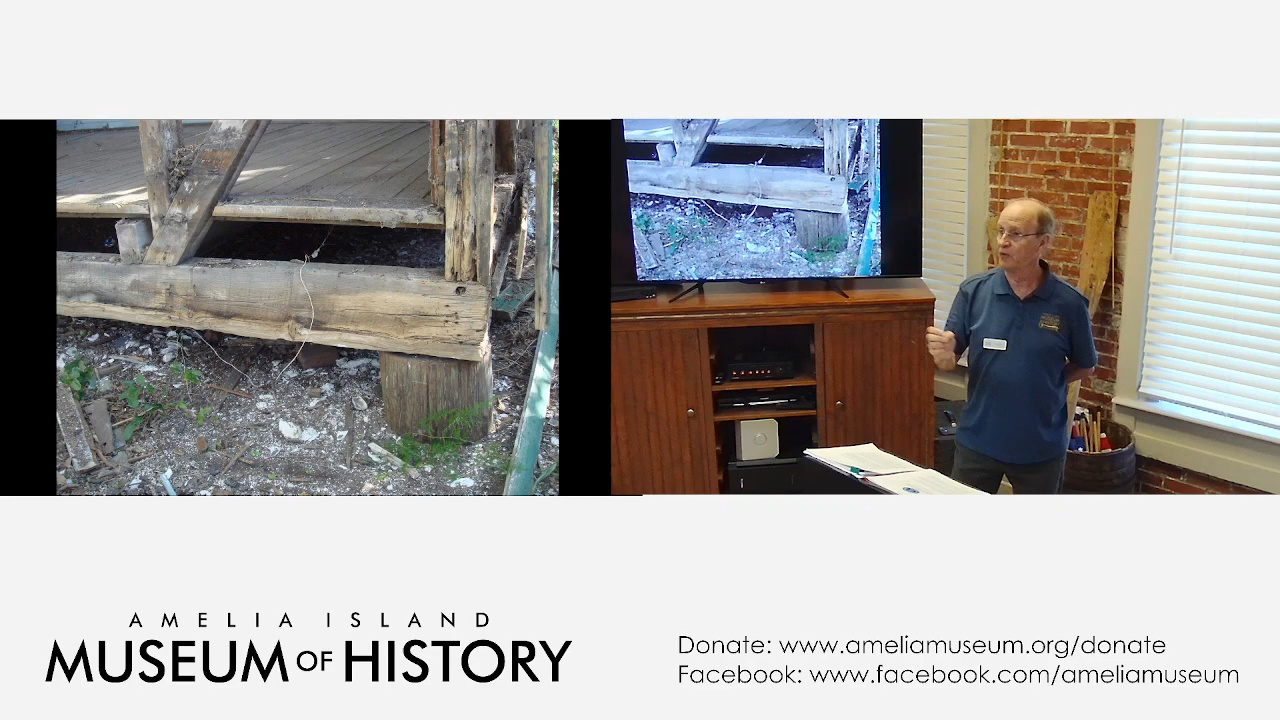 AMELIA ISLAND
MUSEUM OF HISTORY
Donate: www.ameliamuseum.org/donate
Facebook: www.facebook.com/ameliamuseum